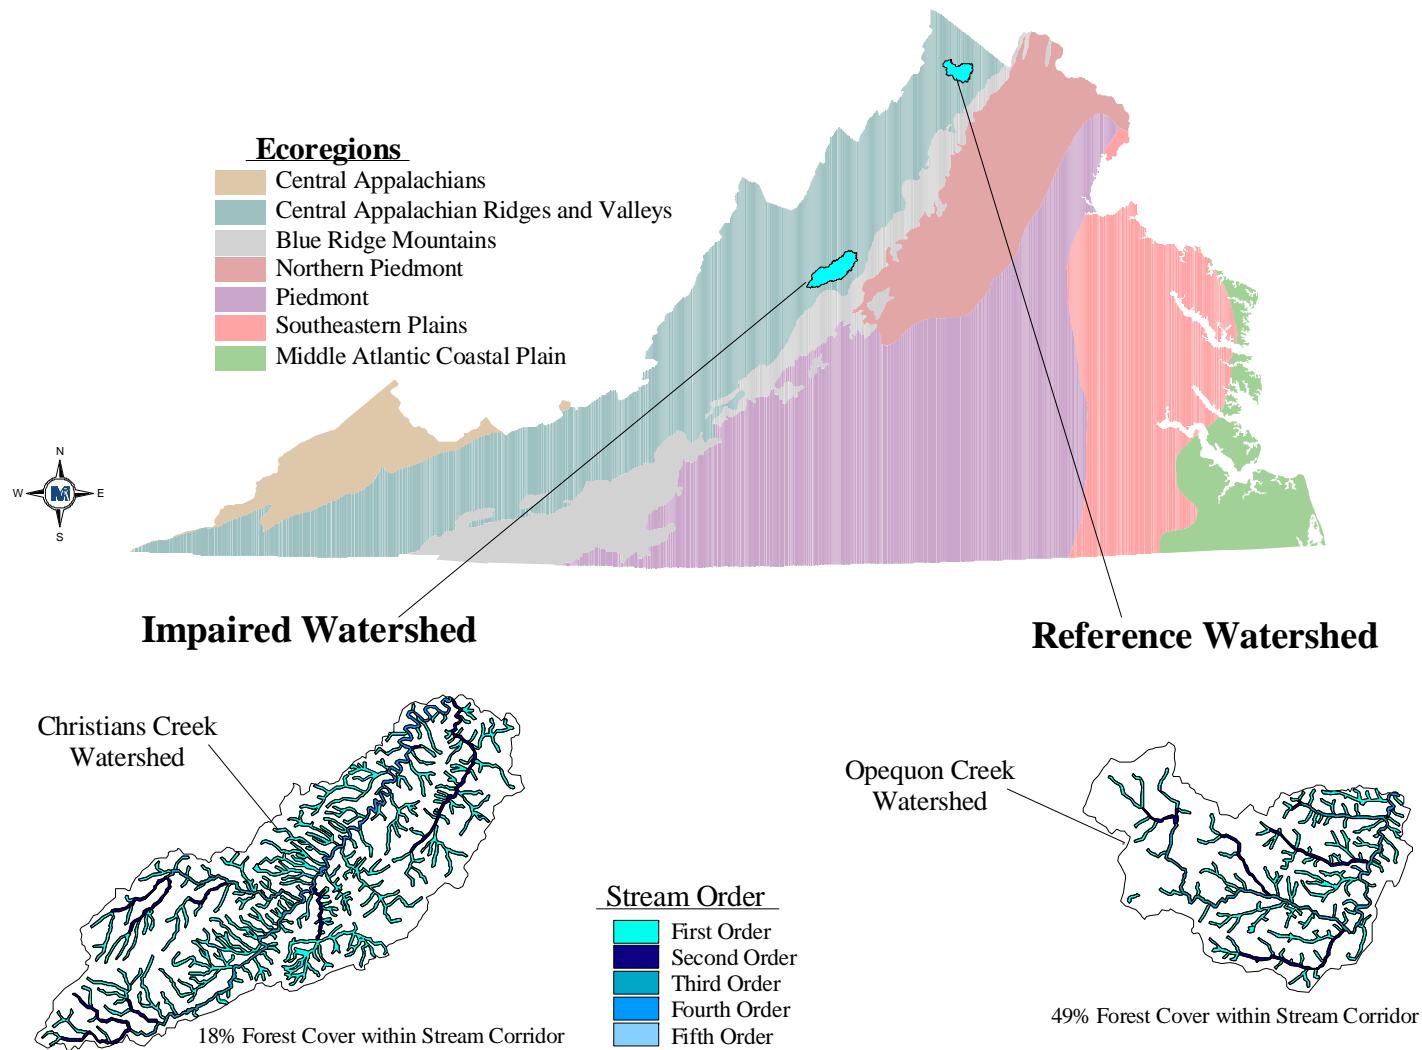 Ecoregions
Central Appalachians
Central Appalachian Ridges and Valleys
Blue Ridge Mountains
Northern Piedmont
Piedmont
Southeastern Plains
Middle Atlantic Coastal Plain
N
W
E
S
Impaired Watershed
Reference Watershed
Christians Creek
Watershed
Opequon Creek
Watershed
Stream Order
First Order
Second Order
Third Order
Fourth Order
Fifth Order
18% Forest Cover within Stream Corridor
49% Forest Cover within Stream Corridor